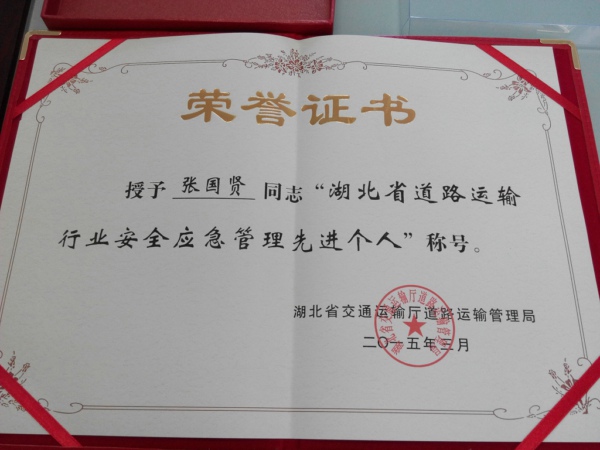 荣誉证书
授予 张国贤 同志“湖北省道路运输
行业安全应急管理先进个人”称号。
湖北省交通运输厅道路运输管理局
二〇一五年三月